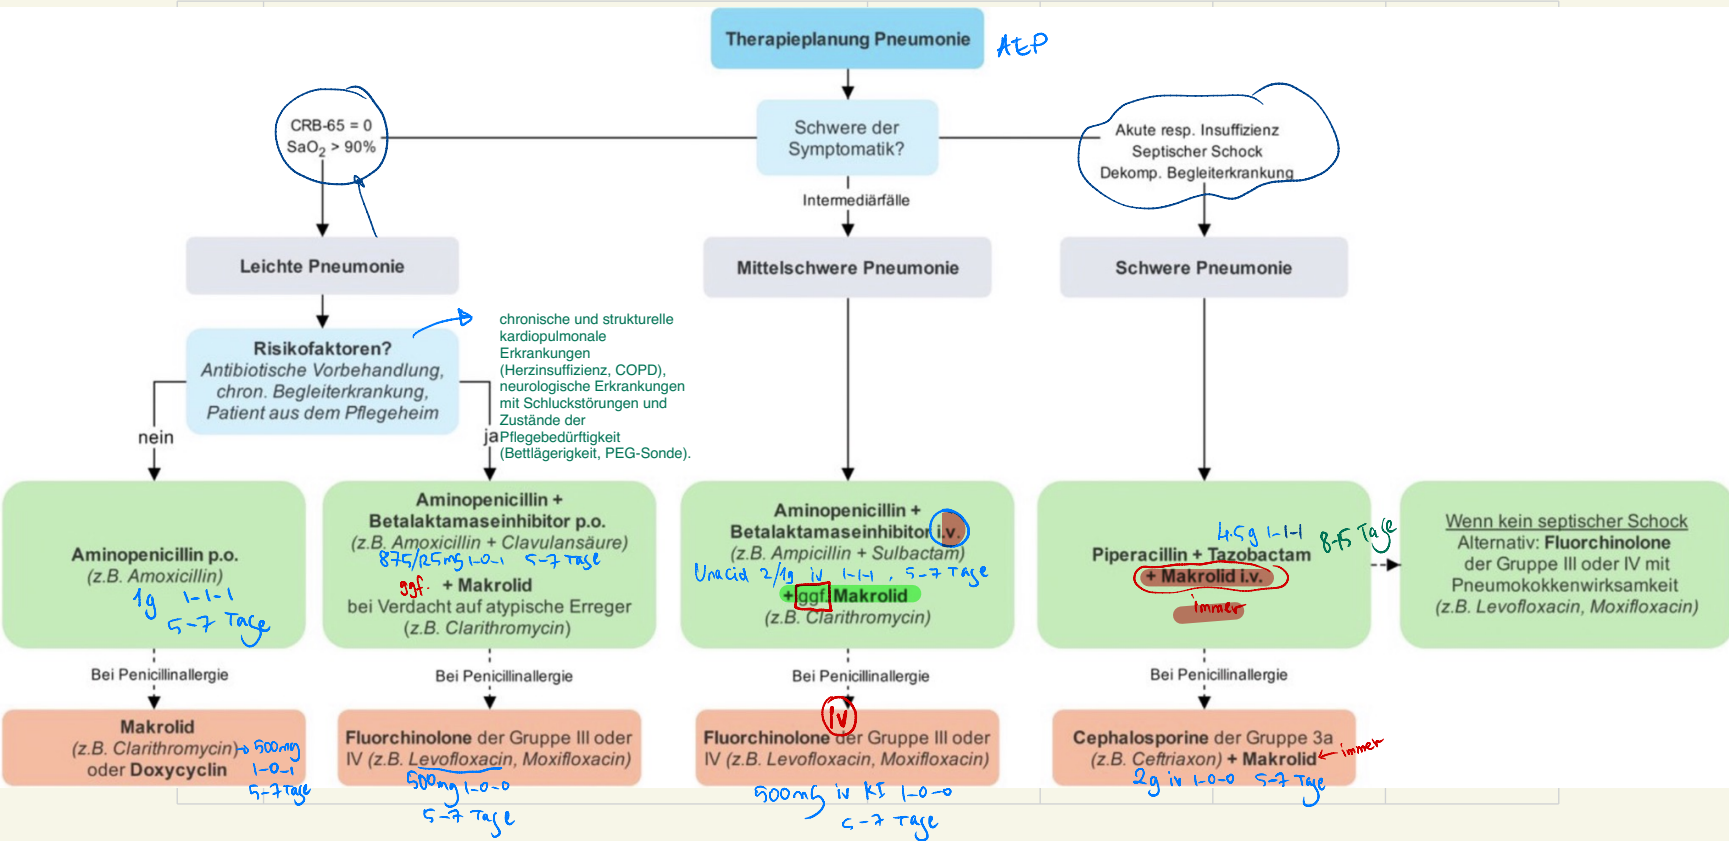 Therapieplanung Pneumonie
AEP
CRB-65 = 0
SaO2 > 90%
Schwere der
Symptomatik?
Akute resp. Insuffizienz
Septischer Schock
Dekomp. Begleiterkrankung
Intermediärfälle
Leichte Pneumonie
Mittelschwere Pneumonie
Schwere Pneumonie
Risikofaktoren?
Antibiotische Vorbehandlung,
chron. Begleiterkrankung,
Patient aus dem Pflegeheim
chronische und strukturelle
kardiopulmonale
Erkrankungen
(Herzinsuffizienz, COPD),
neurologische Erkrankungen
mit Schluckstörungen und
Zustände der
Pflegebedürftigkeit
(Bettlägerigkeit, PEG-Sonde).
nein
ja
Aminopenicillin p.o.
(z.B. Amoxicillin)
1g 1-1-1
5-7 Tage
Aminopenicillin +
Betalaktamaseinhibitor p.o.
(z.B. Amoxicillin + Clavulansäure)
875/125mg 1-0-1 5-7 Tage
ggf. + Makrolid
bei Verdacht auf atypische Erreger
(z.B. Clarithromycin)
Aminopenicillin +
Betalaktamaseinhibitor i.v.
(z.B. Ampicillin + Sulbactam)
Unacid 2/1g iv 1-1-1, 5-7 Tage
+ ggf. Makrolid
(z.B. Clarithromycin)
4.5g 1-1-1 8-15 Tage
Piperacillin + Tazobactam
+ Makrolid i.v.
immer
Wenn kein septischer Schock
Alternativ: Fluorchinolone
der Gruppe III oder IV mit
Pneumokokkenwirksamkeit
(z.B. Levofloxacin, Moxifloxacin)
Bei Penicillinallergie
Bei Penicillinallergie
Bei Penicillinallergie
Bei Penicillinallergie
Makrolid
(z.B. Clarithromycin) → 500mg
oder Doxycyclin 1-0-1
5-7 Tage
Fluorchinolone der Gruppe III oder
IV (z.B. Levofloxacin, Moxifloxacin)
500mg 1-0-0
5-7 Tage
iv
Fluorchinolone der Gruppe III oder
IV (z.B. Levofloxacin, Moxifloxacin)
500mg iv KI 1-0-0
5-7 Tage
Cephalosporine der Gruppe 3a
(z.B. Ceftriaxon) + Makrolid ← immer
2g iv 1-0-0 5-7 Tage